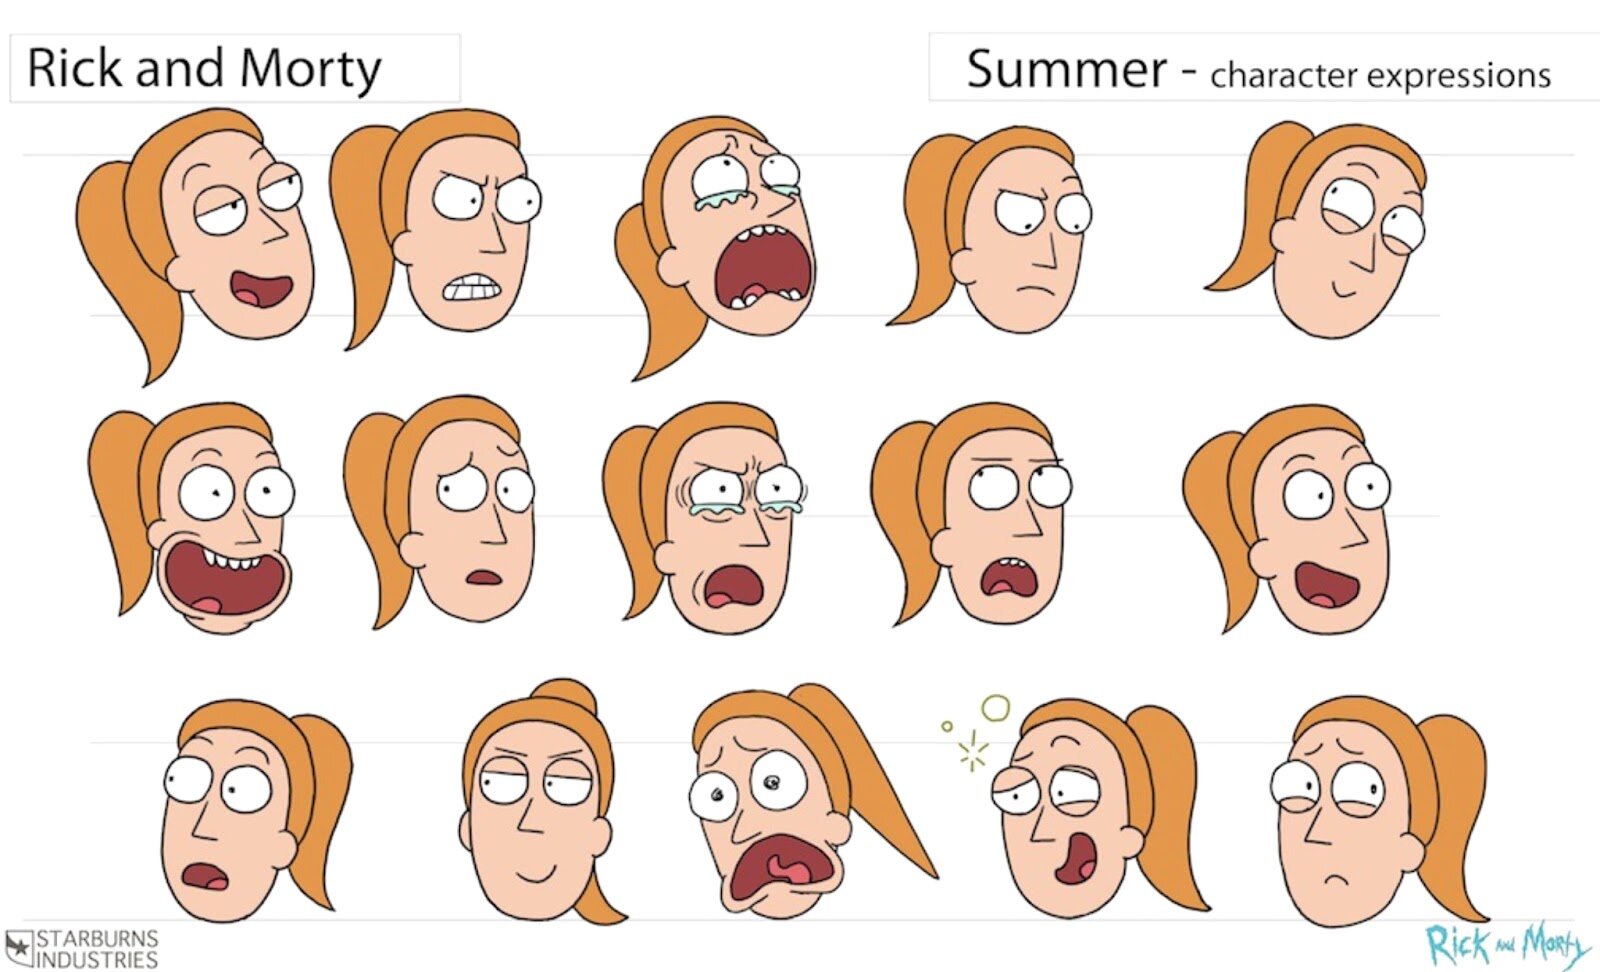 Rick and Morty
Summer - character expressions
STARBURNS
INDUSTRIES
Rick AND Morty